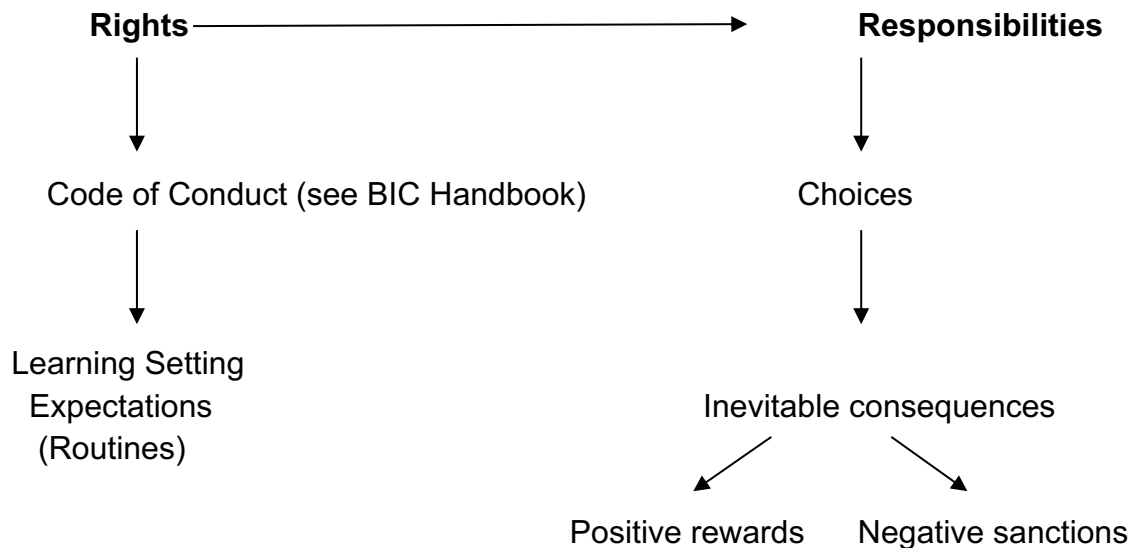 Rights Responsibilities
Code of Conduct (see BIC Handbook) Choices
Learning Setting
Expectations Inevitable consequences
(Routines)
Positive rewards Negative sanctions